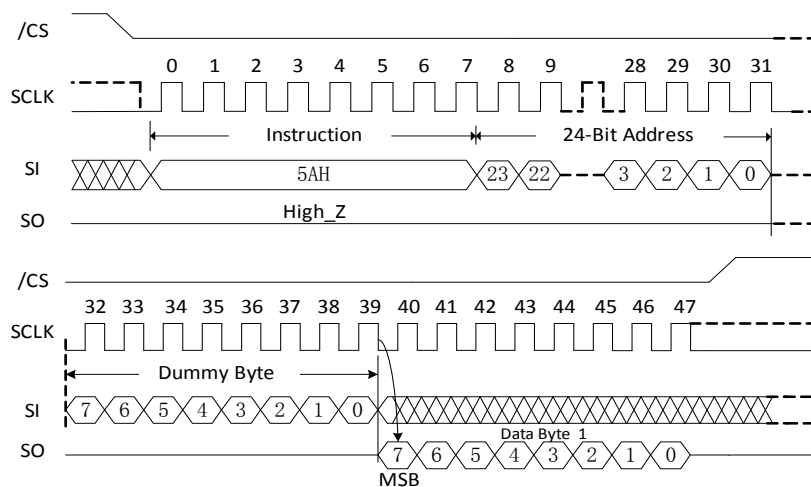 /CS
0 1 2 3 4 5 6 7 8 9 28 29 30 31
SCLK
Instruction 24-Bit Address
SI 5AH 23 22 3 2 1 0
High_Z
SO
/CS
32 33 34 35 36 37 38 39 40 41 42 43 44 45 46 47
SCLK
Dummy Byte
SI 7 6 5 4 3 2 1 0
Data Byte 1
SO 7 6 5 4 3 2 1 0
MSB